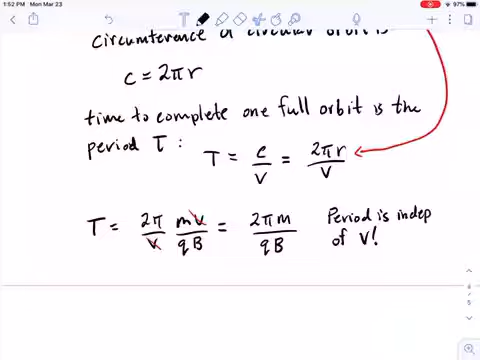 1:52 PM Mon Mar 23
97%
circumference of circular orbit is
c = 2πr
time to complete one full orbit is the
period T :
T = c/v = 2πr/v
T = 2π/v mv/qB = 2πm/qB
Period is indep
of v!